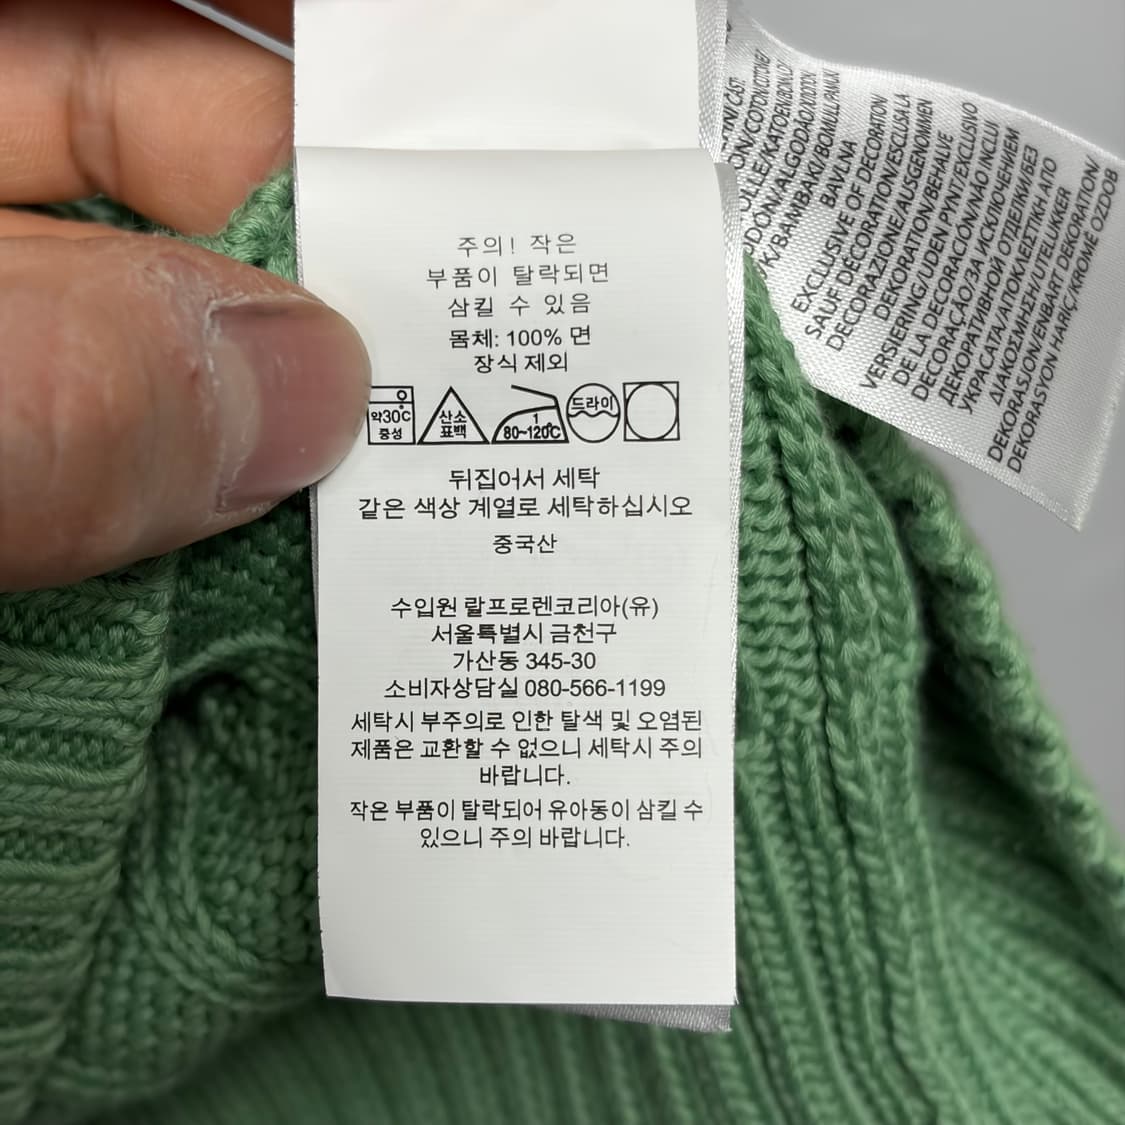 주의! 작은
부품이 탈락되면
삼킬 수 있음
몸체: 100% 면
장식 제외
약30℃
중성
산소
표백
1
80~120℃
드라이
뒤집어서 세탁
같은 색상 계열로 세탁하십시오
중국산
수입원 랄프로렌코리아(유)
서울특별시 금천구
가산동 345-30
소비자상담실 080-566-1199
세탁시 부주의로 인한 탈색 및 오염된
제품은 교환할 수 없으니 세탁시 주의
바랍니다.
작은 부품이 탈락되어 유아동이 삼킬 수
있으니 주의 바랍니다.
BAVLNA
EXCLUSIVE OF DECORATION
SAUF DÉCORATION/ESCLUSA LA
DECORAZIONE/AUSGENOMMEN
DEKORATION/BEHALVE
VERSIERING/UDEN PYNT/EXCLUSIVO
DE LA DECORACIÓN/NÃO INCLUI
DECORAÇÃO/ЗА ИСКЛЮЧЕНИЕМ
ДЕКОРАТИВНОЙ ОТДЕЛКИ/БЕЗ
УКРАСАТА/ΑΠΟΚΛΕΙΣΤΙΚΗ ΑΠΟ
ΔΙΑΚΟΣΜΗΣΗ/UTELUKKER
DEKORASJON/ENBART DEKORATION/
DEKORASYON HARİÇ/KROMĚ OZDOB